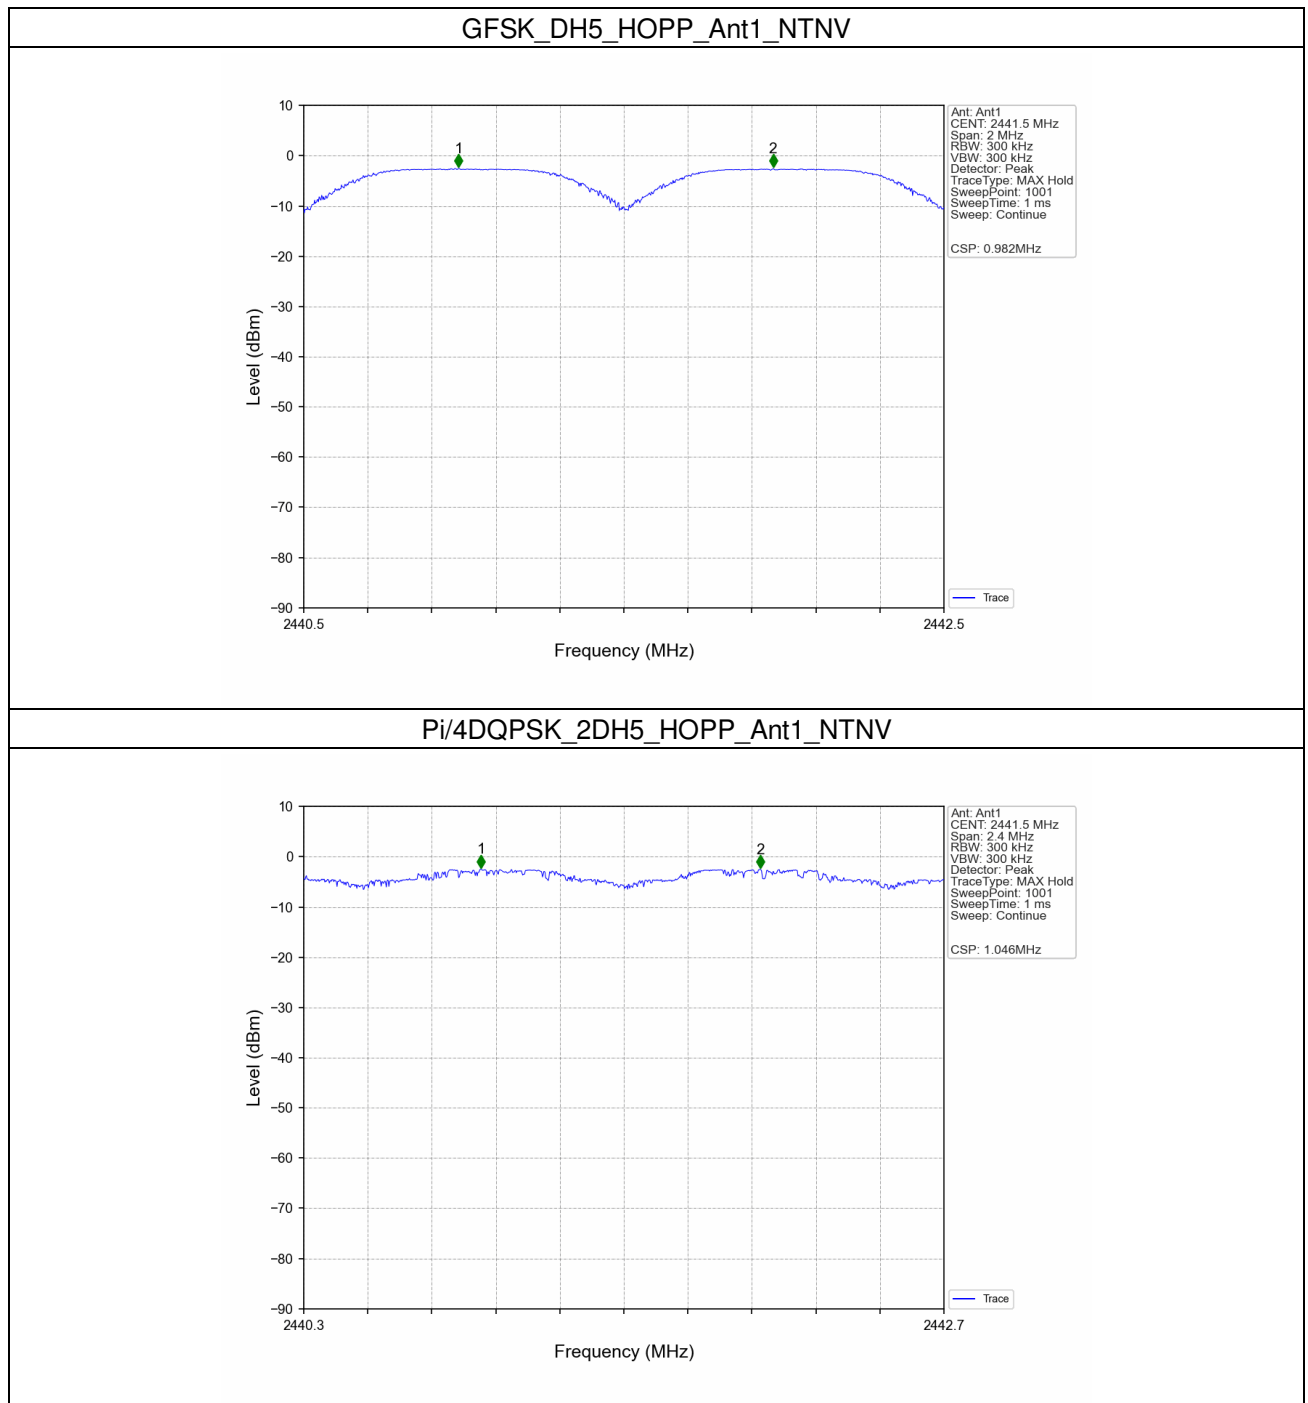 GFSK_DH5_HOPP_Ant1_NTNV
10
0
−10
−20
−30
−40
−50
−60
−70
−80
−90
Level (dBm)
1
2
2440.5
2442.5
Frequency (MHz)
Ant: Ant1
CENT: 2441.5 MHz
Span: 2 MHz
RBW: 300 kHz
VBW: 300 kHz
Detector: Peak
TraceType: MAX Hold
SweepPoint: 1001
SweepTime: 1 ms
Sweep: Continue
CSP: 0.982MHz
Trace
Pi/4DQPSK_2DH5_HOPP_Ant1_NTNV
10
0
−10
−20
−30
−40
−50
−60
−70
−80
−90
Level (dBm)
1
2
2440.3
2442.7
Frequency (MHz)
Ant: Ant1
CENT: 2441.5 MHz
Span: 2.4 MHz
RBW: 300 kHz
VBW: 300 kHz
Detector: Peak
TraceType: MAX Hold
SweepPoint: 1001
SweepTime: 1 ms
Sweep: Continue
CSP: 1.046MHz
Trace